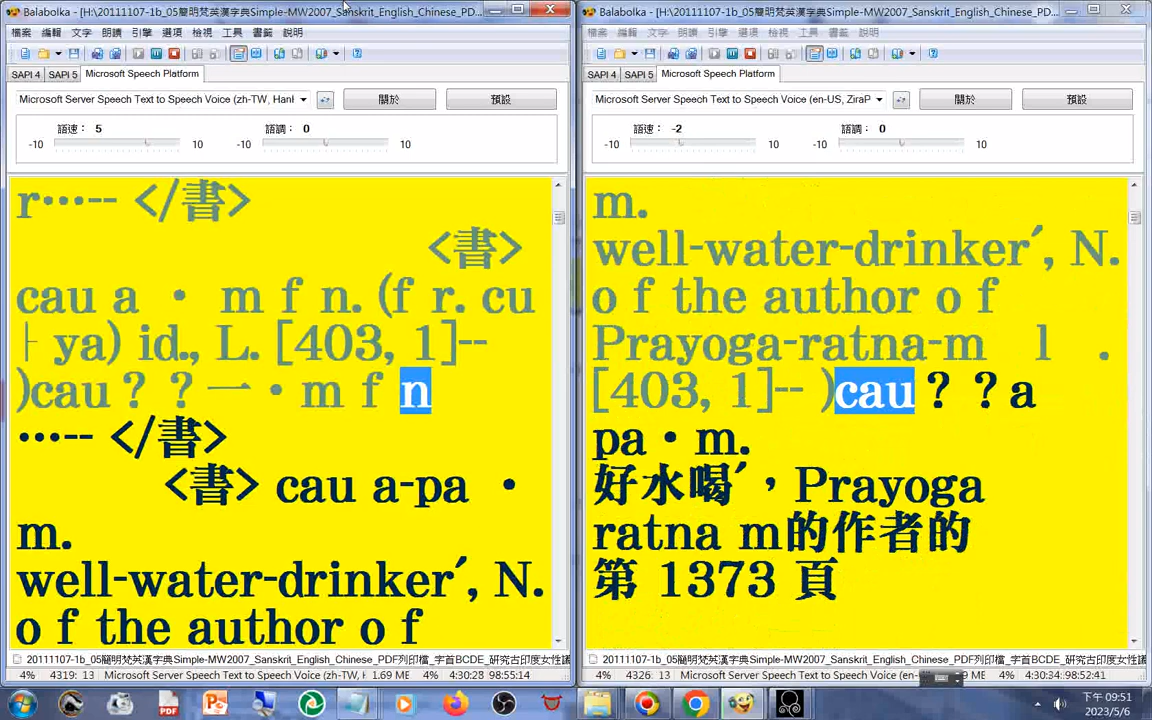 Balabolka - [H:\20111107-1b_05簡明梵英漢字典Simple-MW2007_Sanskrit_English_Chinese_PD...
檔案 編輯 文字 朗讀 引擎 選項 檢視 工具 書籤 說明
SAPI 4 SAPI 5 Microsoft Speech Platform
Microsoft Server Speech Text to Speech Voice (zh-TW, Hanl
關於 預設
語速： 5 語調： 0
-10 10 -10 10
r…-- </書>
<書>
cau a ‧ m f n. (f r. cu
├ ya) id., L. [403, 1]--
)cau？？一‧m f n
…-- </書>
<書> cau a-pa ‧
m.
well-water-drinker′, N.
o f the author o f
20111107-1b_05簡明梵英漢字典Simple-MW2007_Sanskrit_English_Chinese_PDF列印檔_字首BCDE_研究古印度女性議
4% 4319: 13 Microsoft Server Speech Text to Speech Voice (zh-TW, H 1.69 ME 4% 4:30:28 98:55:14
Balabolka - [H:\20111107-1b_05簡明梵英漢字典Simple-MW2007_Sanskrit_English_Chinese_PD...
檔案 編輯 文字 朗讀 引擎 選項 檢視 工具 書籤 說明
SAPI 4 SAPI 5 Microsoft Speech Platform
Microsoft Server Speech Text to Speech Voice (en-US, ZiraP
關於 預設
語速： -2 語調： 0
-10 10 -10 10
m.
well-water-drinker′, N.
o f the author o f
Prayoga-ratna-m l .
[403, 1]-- )cau？？a
pa‧m.
好水喝′，Prayoga
ratna m的作者的
第 1373 頁
20111107-1b_05簡明梵英漢字典Simple-MW2007_Sanskrit_English_Chinese_PDF列印檔_字首BCDE_研究古印度女性議
4% 4326: 13 Microsoft Server Speech Text to Speech Voice 4% 4:30:34 98:52:41
PDF
下午 09:51
2023/5/6